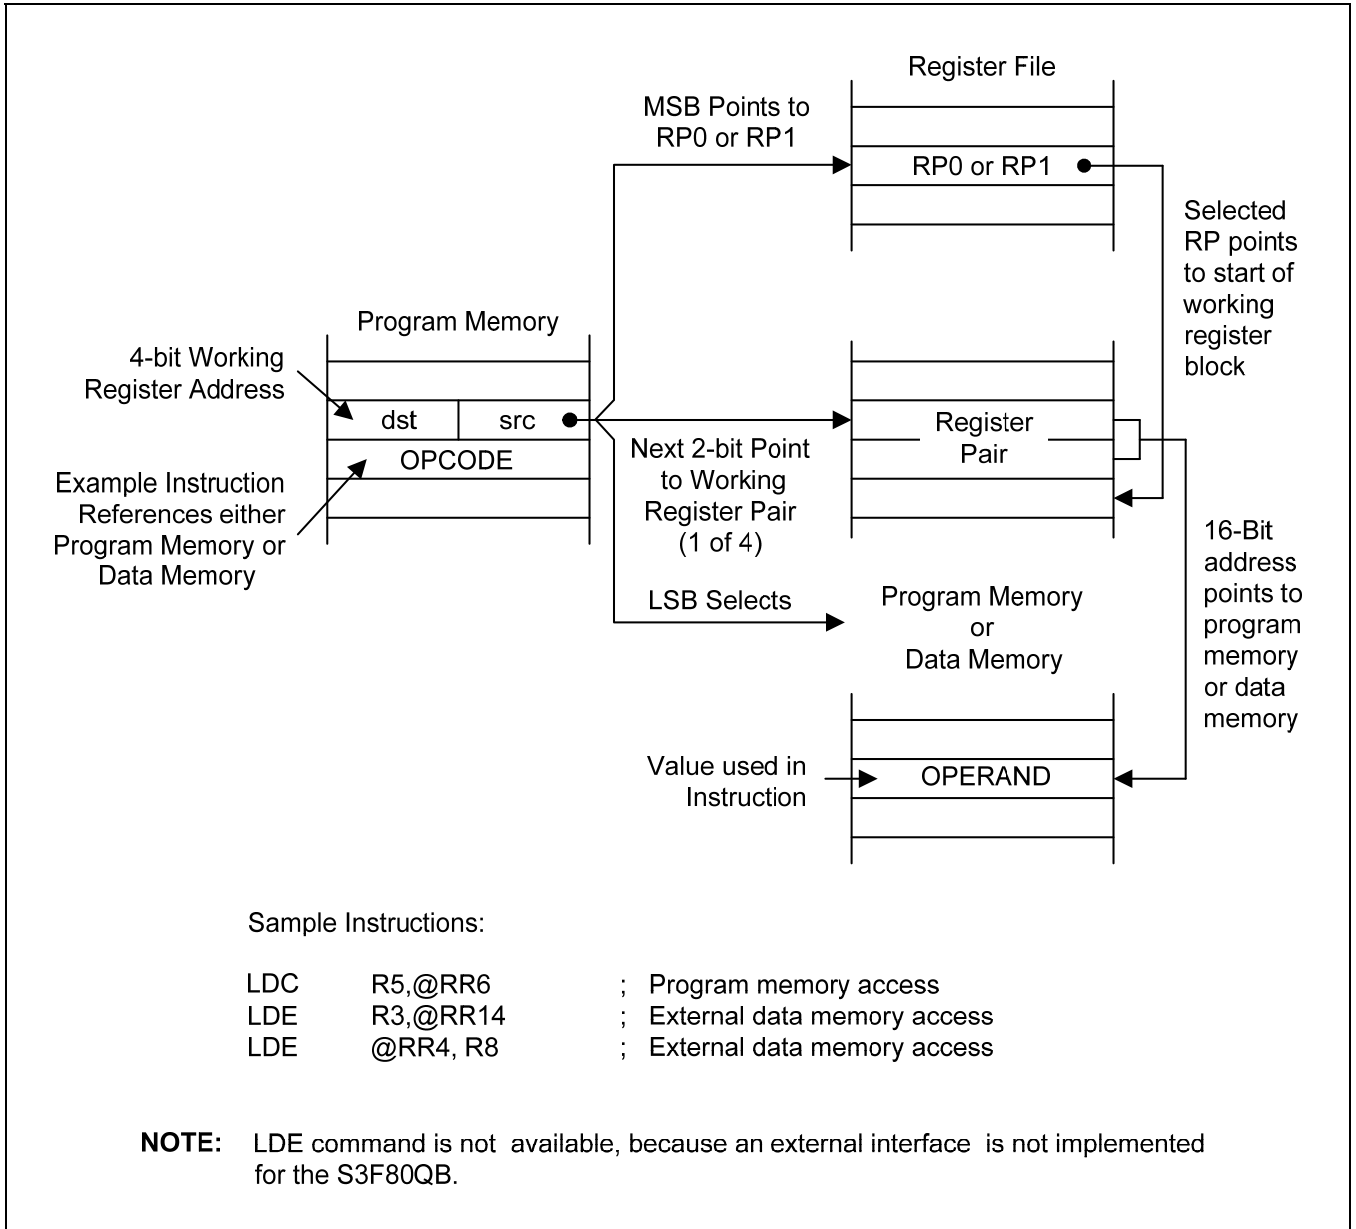 Register File
MSB Points to
RP0 or RP1
RP0 or RP1
Selected
RP points
to start of
working
register
block
Program Memory
4-bit Working
Register Address
dst
src
OPCODE
Example Instruction
References either
Program Memory or
Data Memory
Next 2-bit Point
to Working
Register Pair
(1 of 4)
Register
Pair
LSB Selects
Program Memory
or
Data Memory
16-Bit
address
points to
program
memory
or data
memory
Value used in
Instruction
OPERAND
Sample Instructions:
LDC R5,@RR6 ; Program memory access
LDE R3,@RR14 ; External data memory access
LDE @RR4, R8 ; External data memory access
NOTE: LDE command is not available, because an external interface is not implemented
for the S3F80QB.